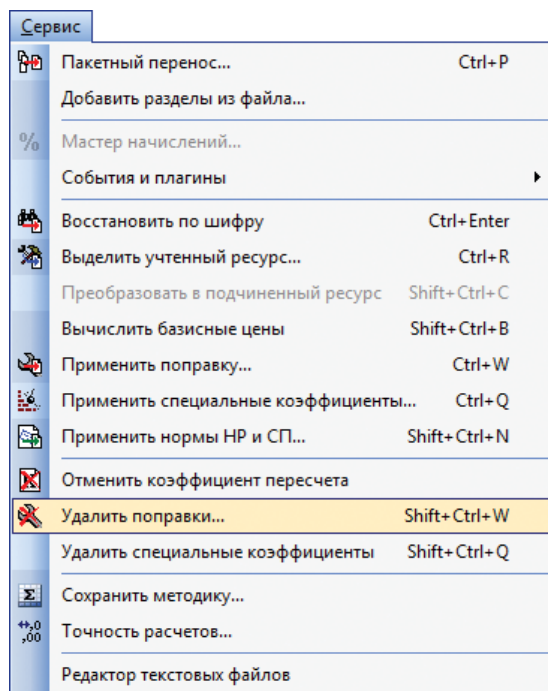 Сервис
Пакетный перенос... Ctrl+P
Добавить разделы из файла...
% Мастер начислений...
События и плагины
Восстановить по шифру Ctrl+Enter
Выделить учтенный ресурс... Ctrl+R
Преобразовать в подчиненный ресурс Shift+Ctrl+C
Вычислить базисные цены Shift+Ctrl+B
Применить поправку... Ctrl+W
Применить специальные коэффициенты... Ctrl+Q
Применить нормы НР и СП... Shift+Ctrl+N
Отменить коэффициент пересчета
Удалить поправки... Shift+Ctrl+W
Удалить специальные коэффициенты Shift+Ctrl+Q
Σ Сохранить методику...
,0 ,00 Точность расчетов...
Редактор текстовых файлов